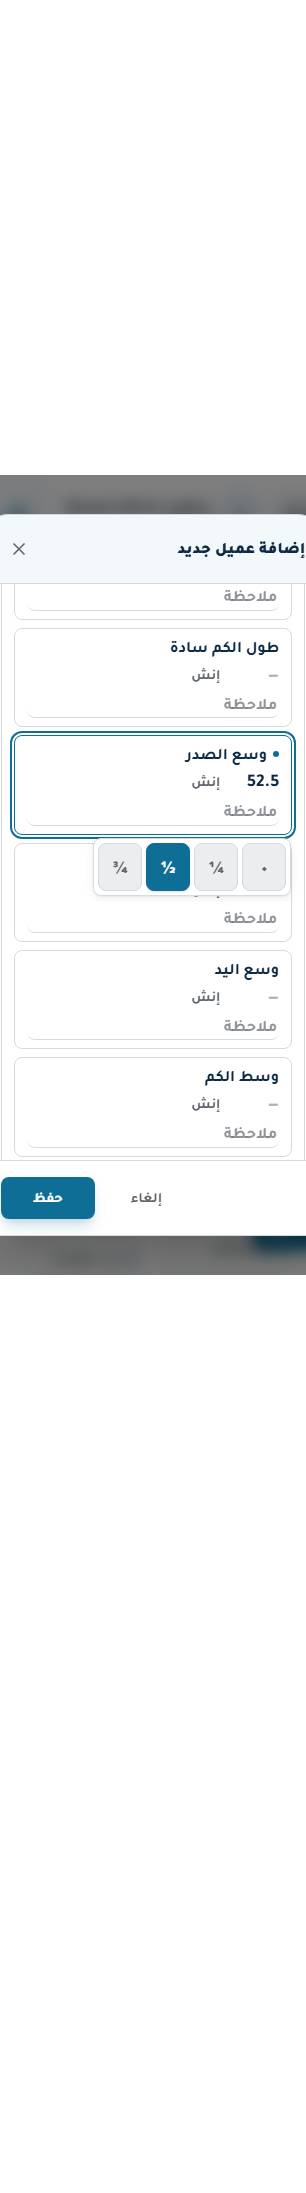 إضافة عميل جديد
ملاحظة
طول الكم سادة
– إنش
ملاحظة
وسع الصدر
52.5 إنش
ملاحظة
٠ ¼ ½ ¾
ملاحظة
وسع اليد
– إنش
ملاحظة
وسط الكم
– إنش
ملاحظة
إلغاء حفظ